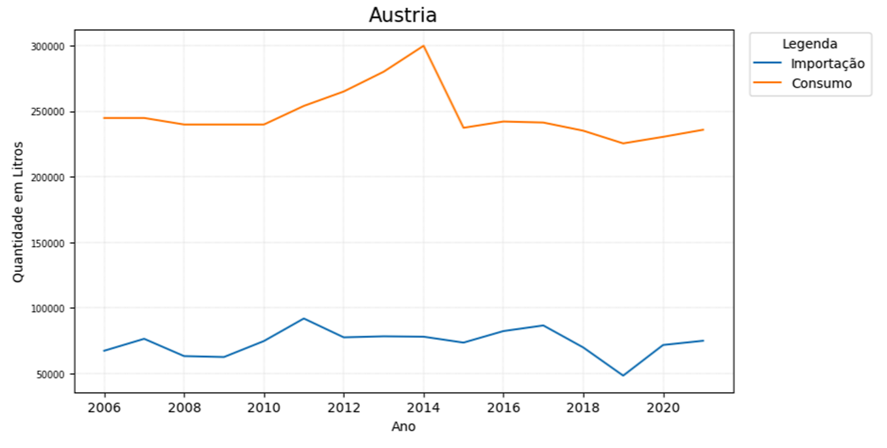 Austria
Legenda
Importação
Consumo
Quantidade em Litros
300000
250000
200000
150000
100000
50000
2006 2008 2010 2012 2014 2016 2018 2020
Ano